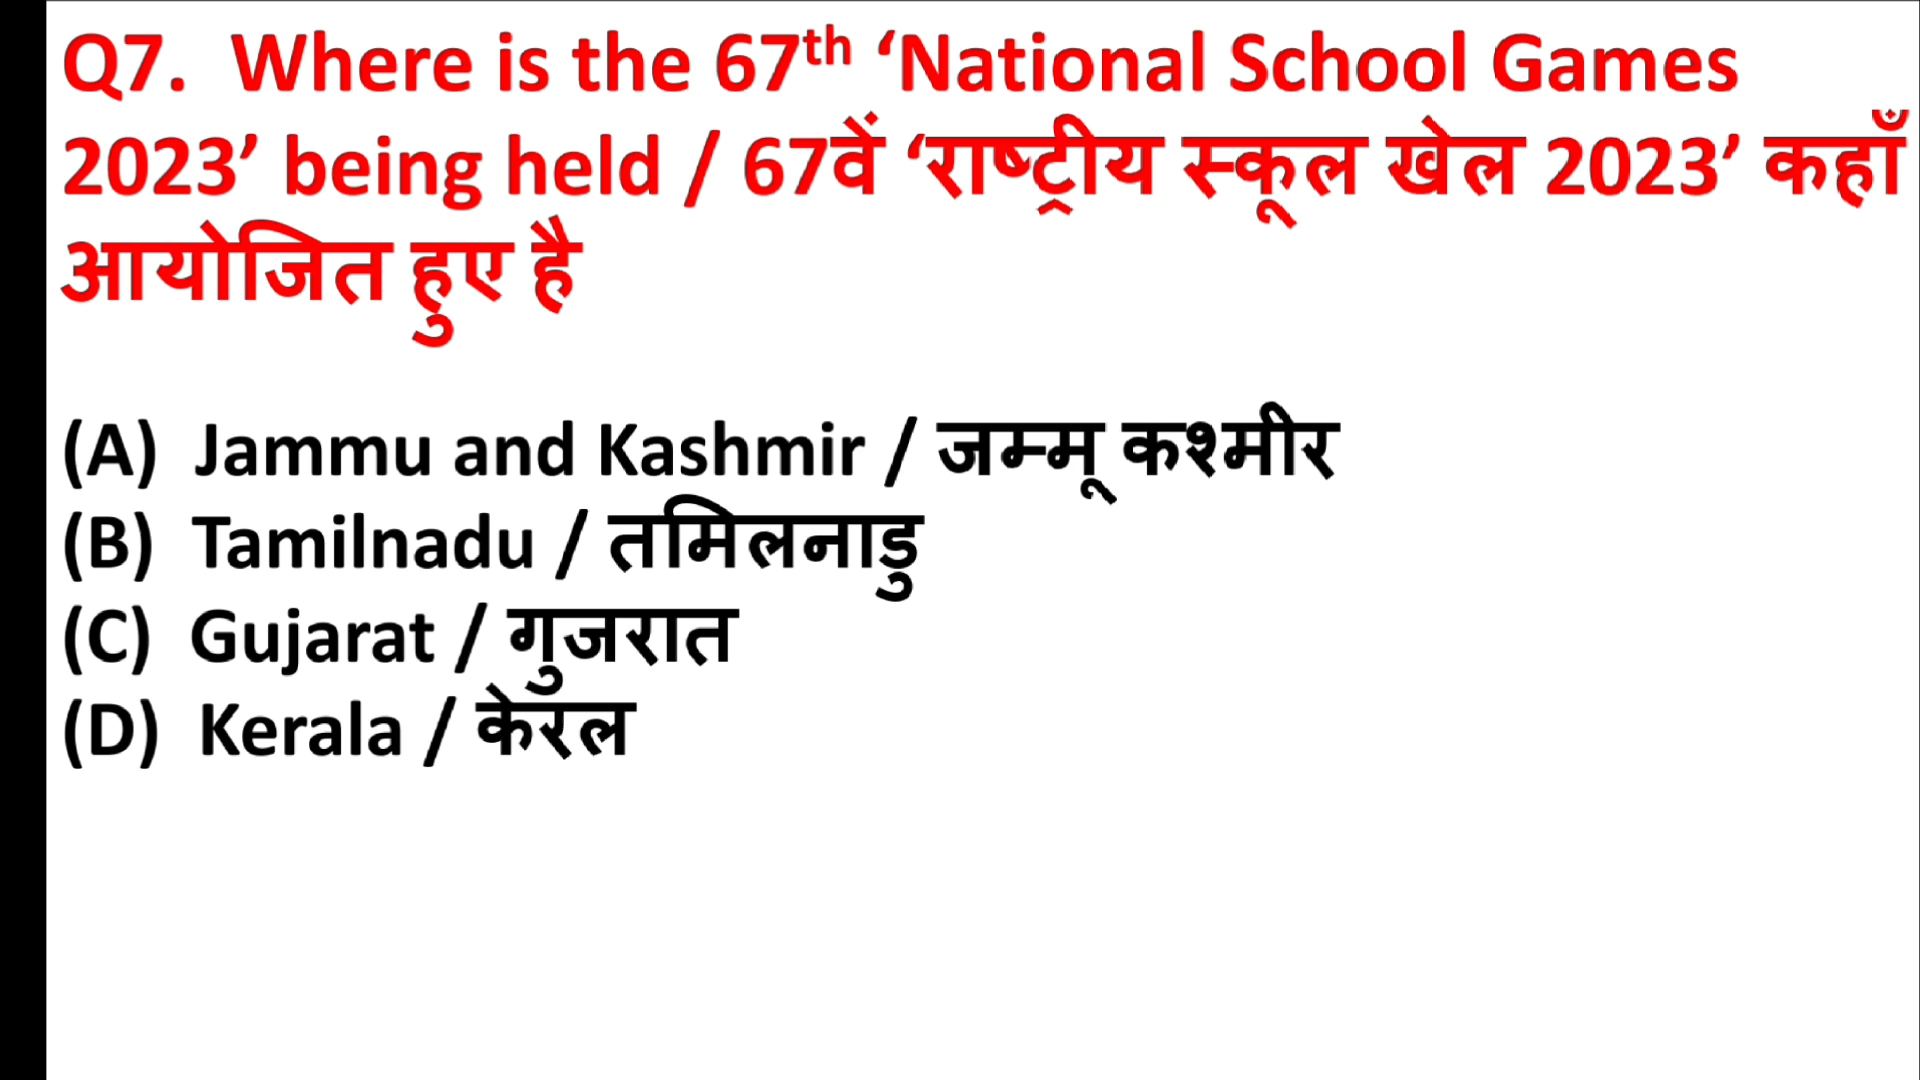 Q7. Where is the 67th ‘National School Games
2023’ being held / 67वें ‘राष्ट्रीय स्कूल खेल 2023’ कहाँ
आयोजित हुए है
(A) Jammu and Kashmir / जम्मू कश्मीर
(B) Tamilnadu / तमिलनाडु
(C) Gujarat / गुजरात
(D) Kerala / केरल